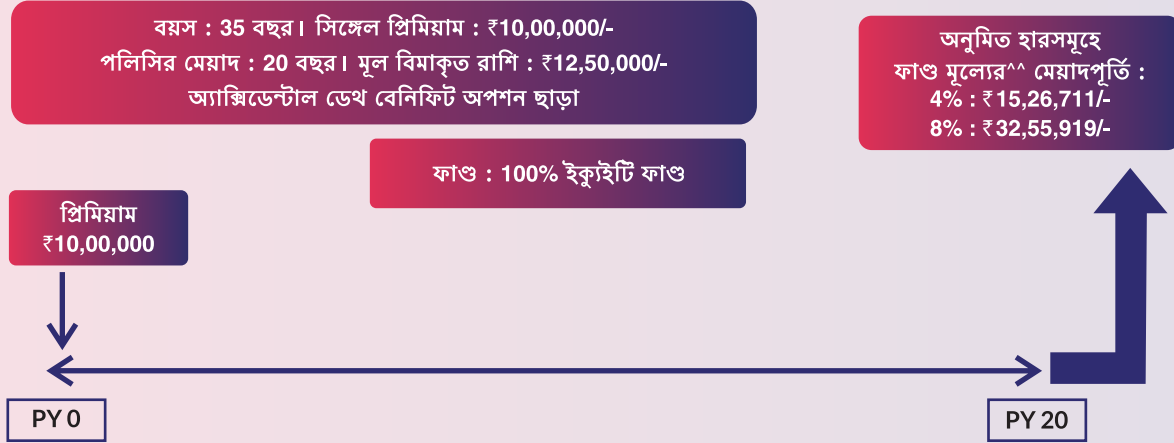 বয়স : 35 বছর। সিঙ্গেল প্রিমিয়াম : ₹10,00,000/-
পলিসির মেয়াদ : 20 বছর। মূল বিমাকৃত রাশি : ₹12,50,000/-
অ্যাক্সিডেন্টাল ডেথ বেনিফিট অপশন ছাড়া
অনুমিত হারসমূহে
ফাণ্ড মূল্যের^^ মেয়াদপূর্তি :
4% : ₹15,26,711/-
8% : ₹32,55,919/-
ফাণ্ড : 100% ইক্যুইটি ফাণ্ড
প্রিমিয়াম
₹10,00,000
PY 0
PY 20